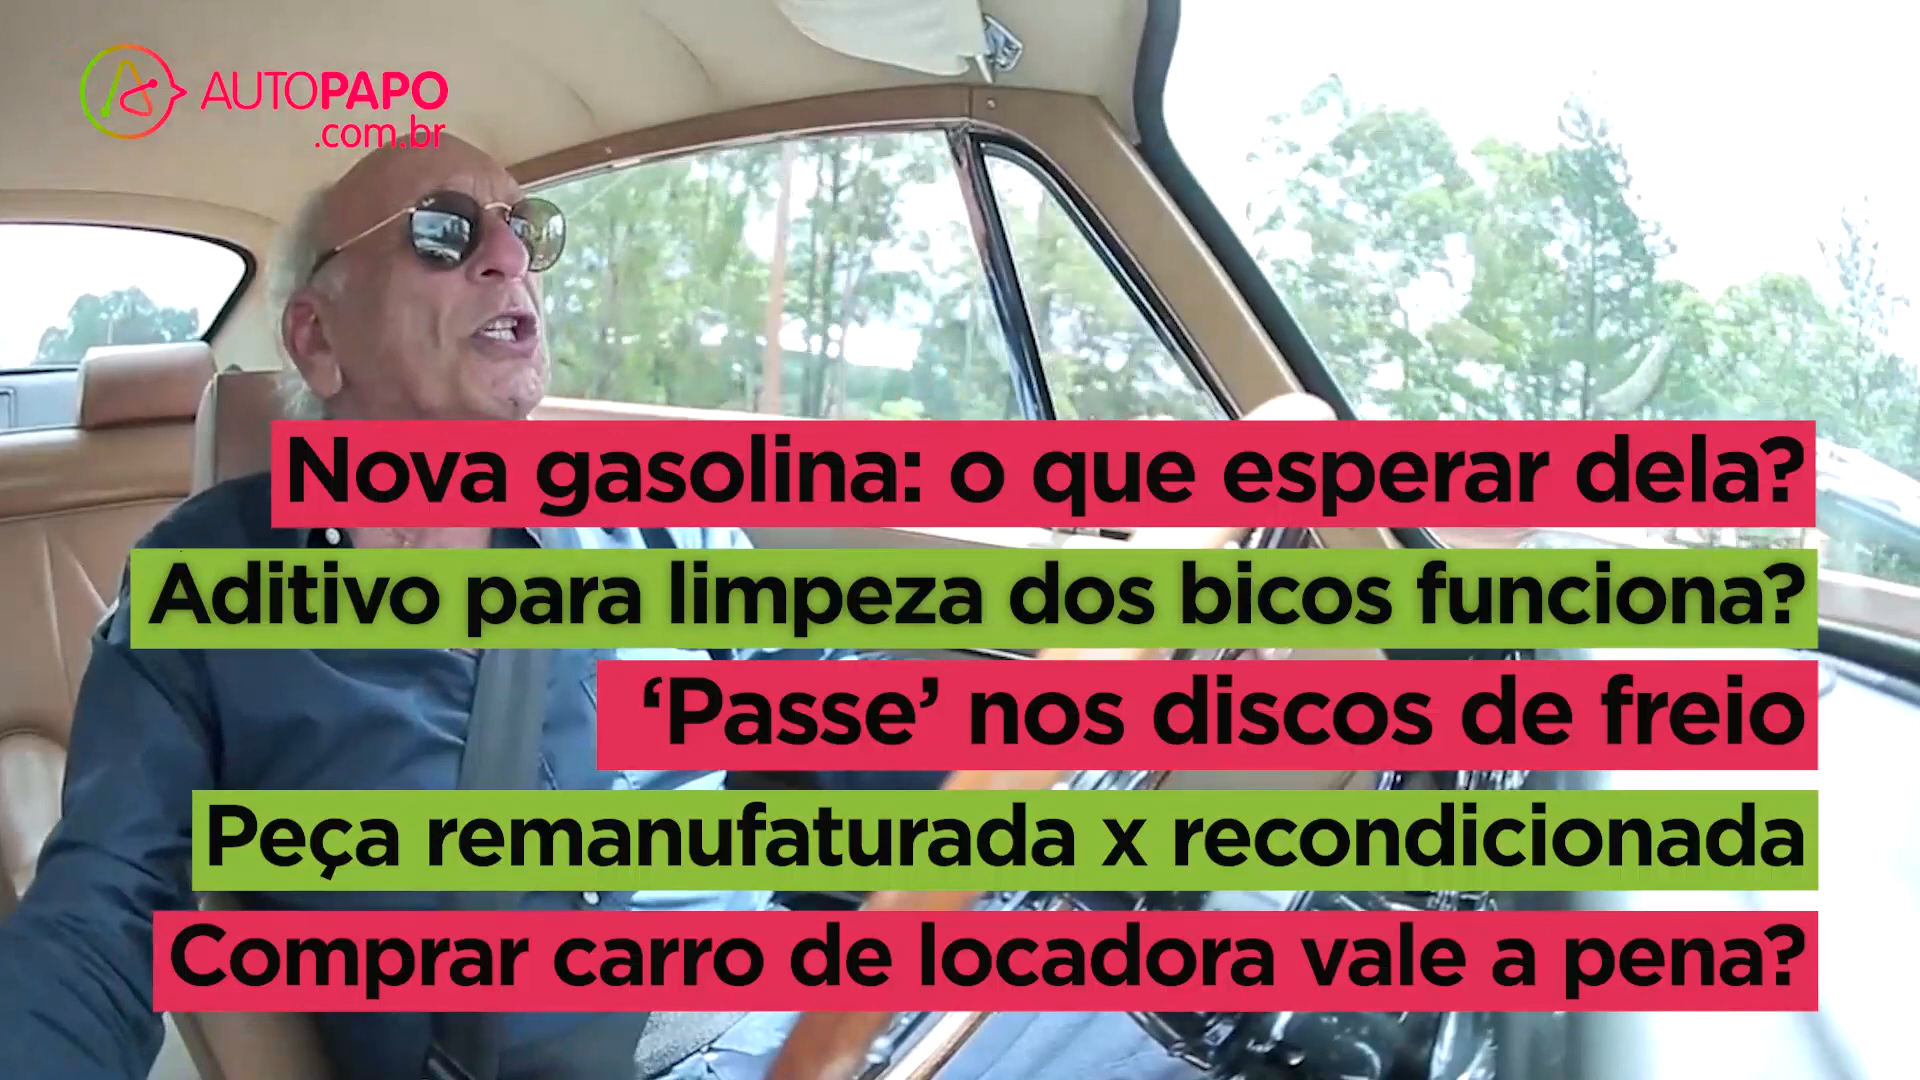 AUTOPAPO
.com.br
Nova gasolina: o que esperar dela?
Aditivo para limpeza dos bicos funciona?
‘Passe’ nos discos de freio
Peça remanufaturada x recondicionada
Comprar carro de locadora vale a pena?